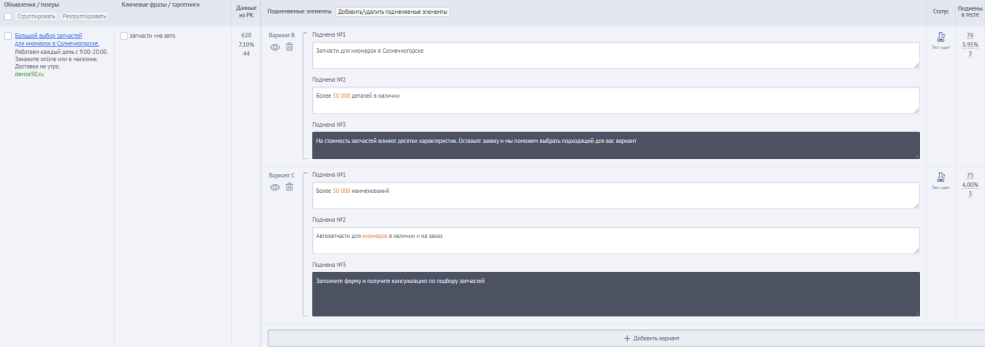 Объявления / тизеры
Сгруппировать
Разгруппировать
Ключевые фразы / таргетинги
Данные
из РК
Подменяемые элементы
Добавить/удалить подменяемые элементы
Статус
Подмены
в тесте
Большой выбор запчастей
для иномарок в Солнечногорске.
Работаем каждый день с 9:00-20:00.
Закажите online или в магазине.
Доставка на утро.
device50.ru
запчасти +на авто
620
7.10%
44
Вариант B
Подмена №1
Запчасти для иномарок в Солнечногорске
Подмена №2
Более 50 000 деталей в наличии
Подмена №3
На стоимость запчастей влияют десятки характеристик. Оставьте заявку и мы поможем выбрать подходящий для вас вариант
Тест идет
76
3.95%
3
Вариант C
Подмена №1
Более 50 000 наименований
Подмена №2
Автозапчасти для иномарок в наличии и на заказ
Подмена №3
Заполните форму и получите консультацию по подбору запчастей
Тест идет
75
4.00%
3
+ Добавить вариант